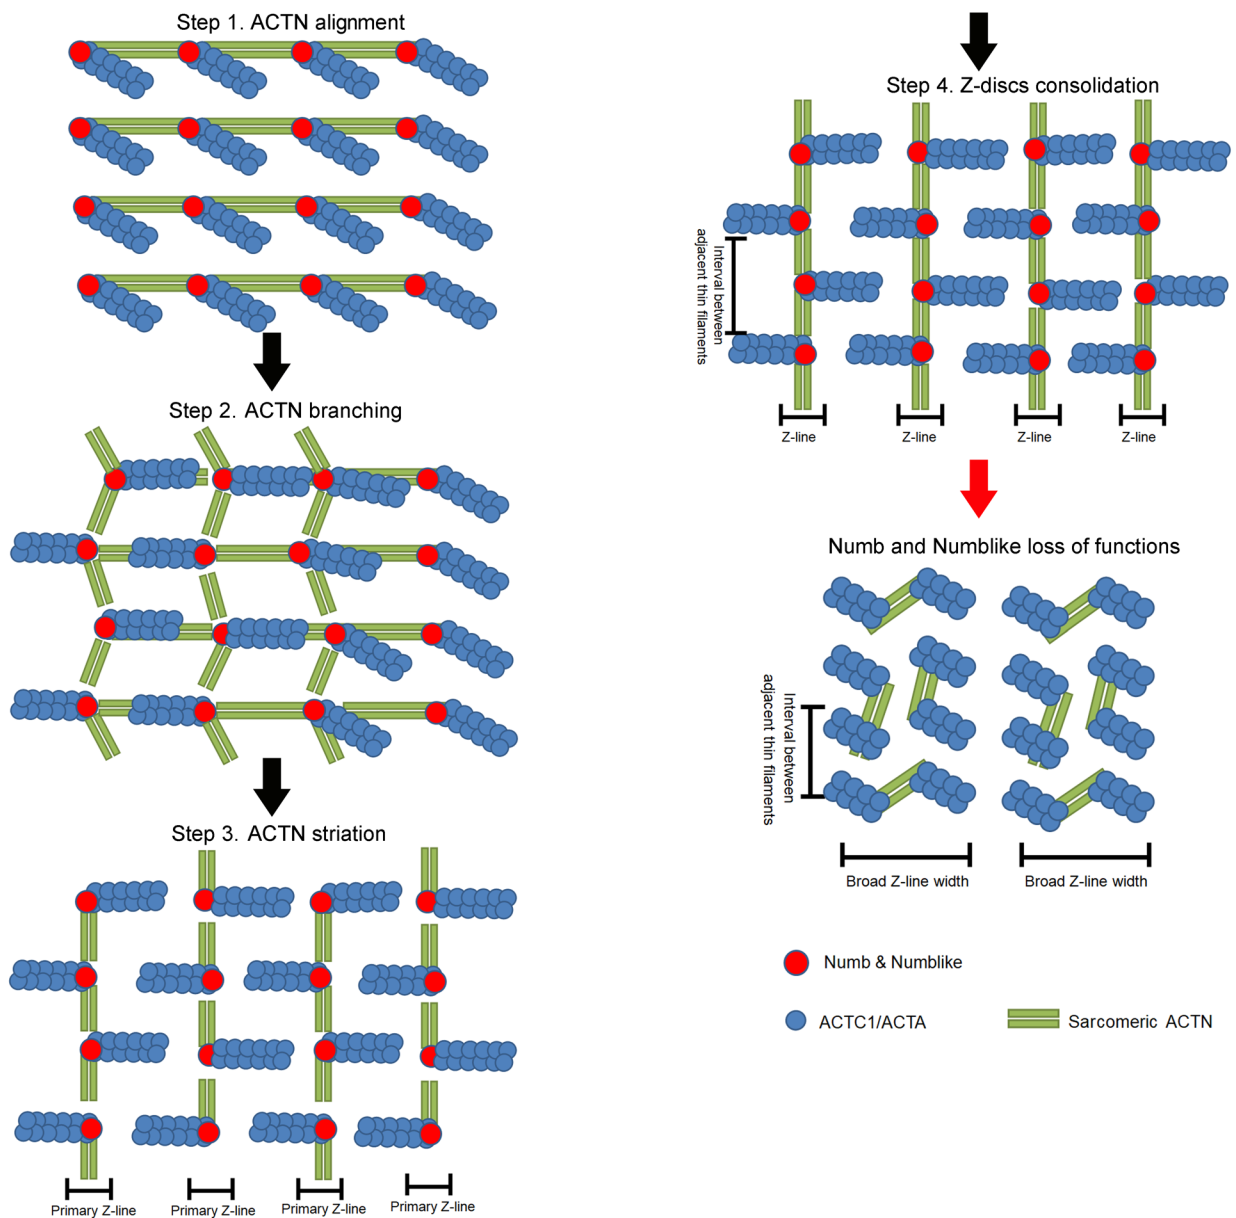 Step 1. ACTN alignment
Step 2. ACTN branching
Step 3. ACTN striation
Primary Z-line
Primary Z-line
Primary Z-line
Primary Z-line
Step 4. Z-discs consolidation
Interval between
adjacent thin filaments
Z-line
Z-line
Z-line
Z-line
Numb and Numblike loss of functions
Interval between
adjacent thin filaments
Broad Z-line width
Broad Z-line width
Numb & Numblike
ACTC1/ACTA
Sarcomeric ACTN